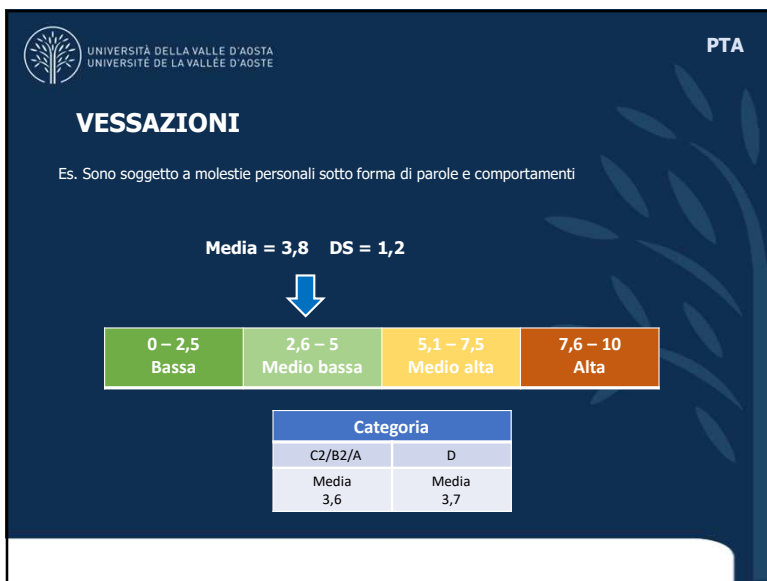 UNIVERSITÀ DELLA VALLE D'AOSTA
UNIVERSITÉ DE LA VALLÉE D'AOSTE
PTA
VESSAZIONI
Es. Sono soggetto a molestie personali sotto forma di parole e comportamenti
Media = 3,8 DS = 1,2
0 – 2,5 2,6 – 5 5,1 – 7,5 7,6 – 10
Bassa Medio bassa Medio alta Alta
Categoria
C2/B2/A D
Media Media
3,6 3,7